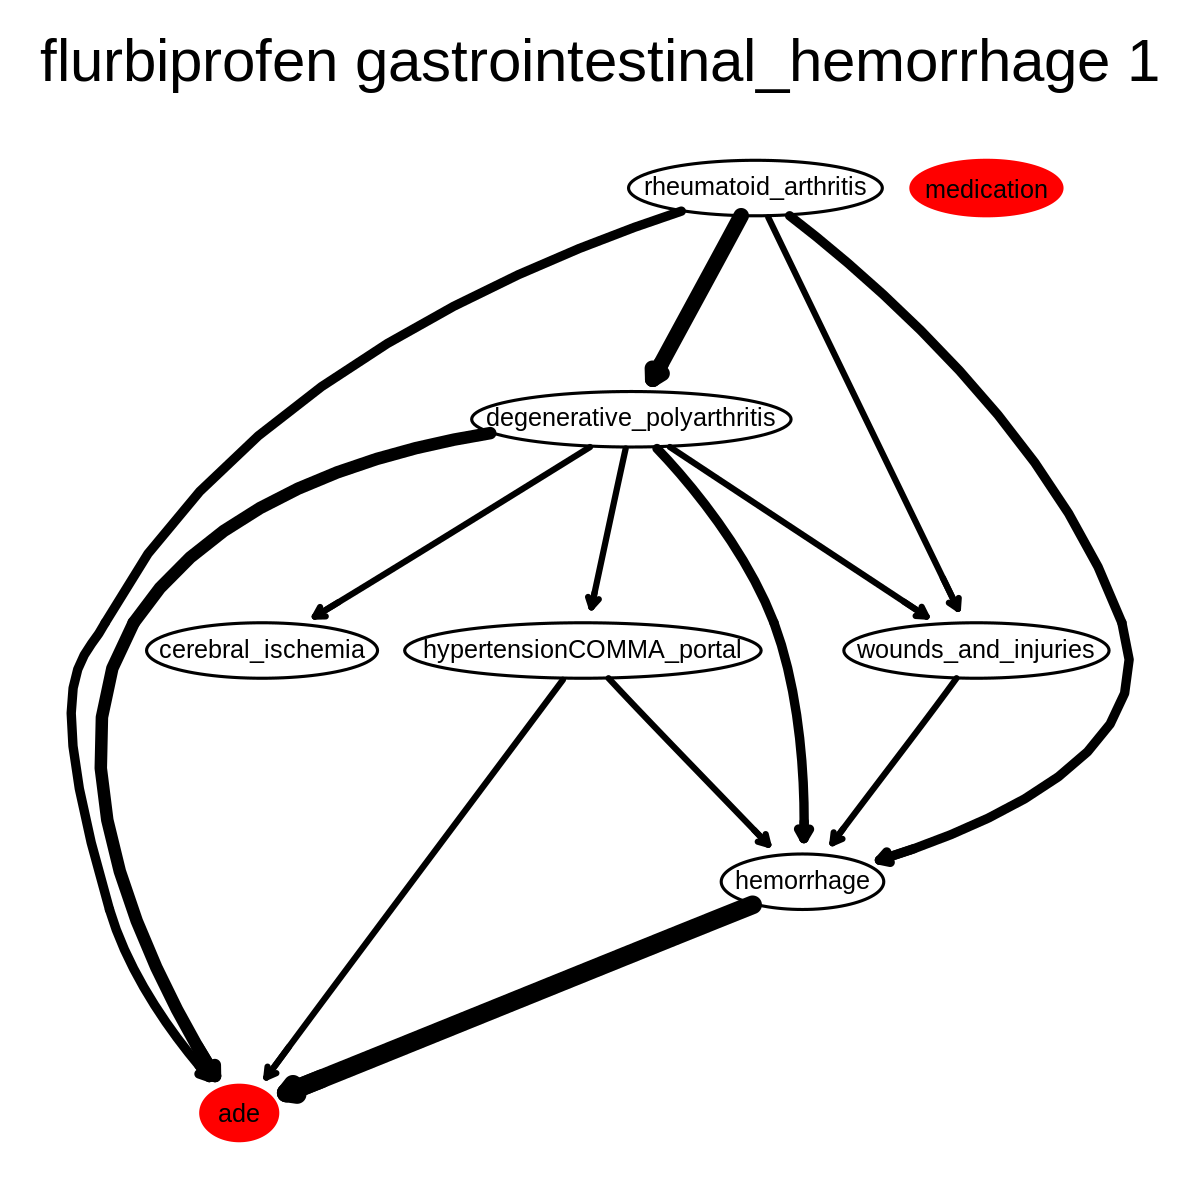 flurbiprofen gastrointestinal_hemorrhage 1
rheumatoid_arthritis
medication
degenerative_polyarthritis
cerebral_ischemia
hypertensionCOMMA_portal
wounds_and_injuries
hemorrhage
ade